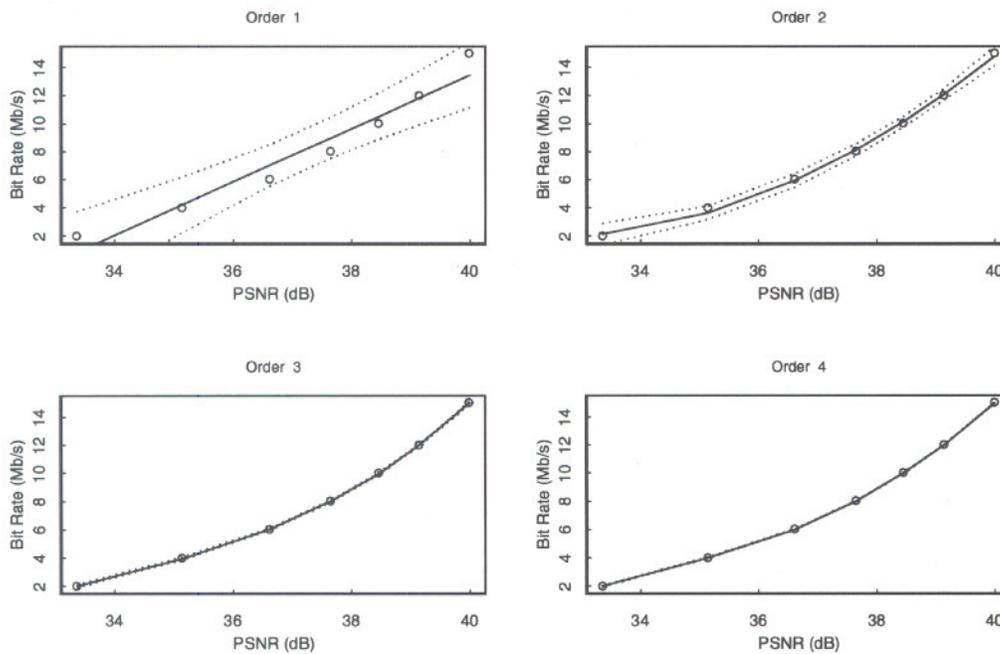 Order 1
14
12
10
8
6
4
2
Bit Rate (Mb/s)
34 36 38 40
PSNR (dB)
Order 2
14
12
10
8
6
4
2
Bit Rate (Mb/s)
34 36 38 40
PSNR (dB)
Order 3
14
12
10
8
6
4
2
Bit Rate (Mb/s)
34 36 38 40
PSNR (dB)
Order 4
14
12
10
8
6
4
2
Bit Rate (Mb/s)
34 36 38 40
PSNR (dB)